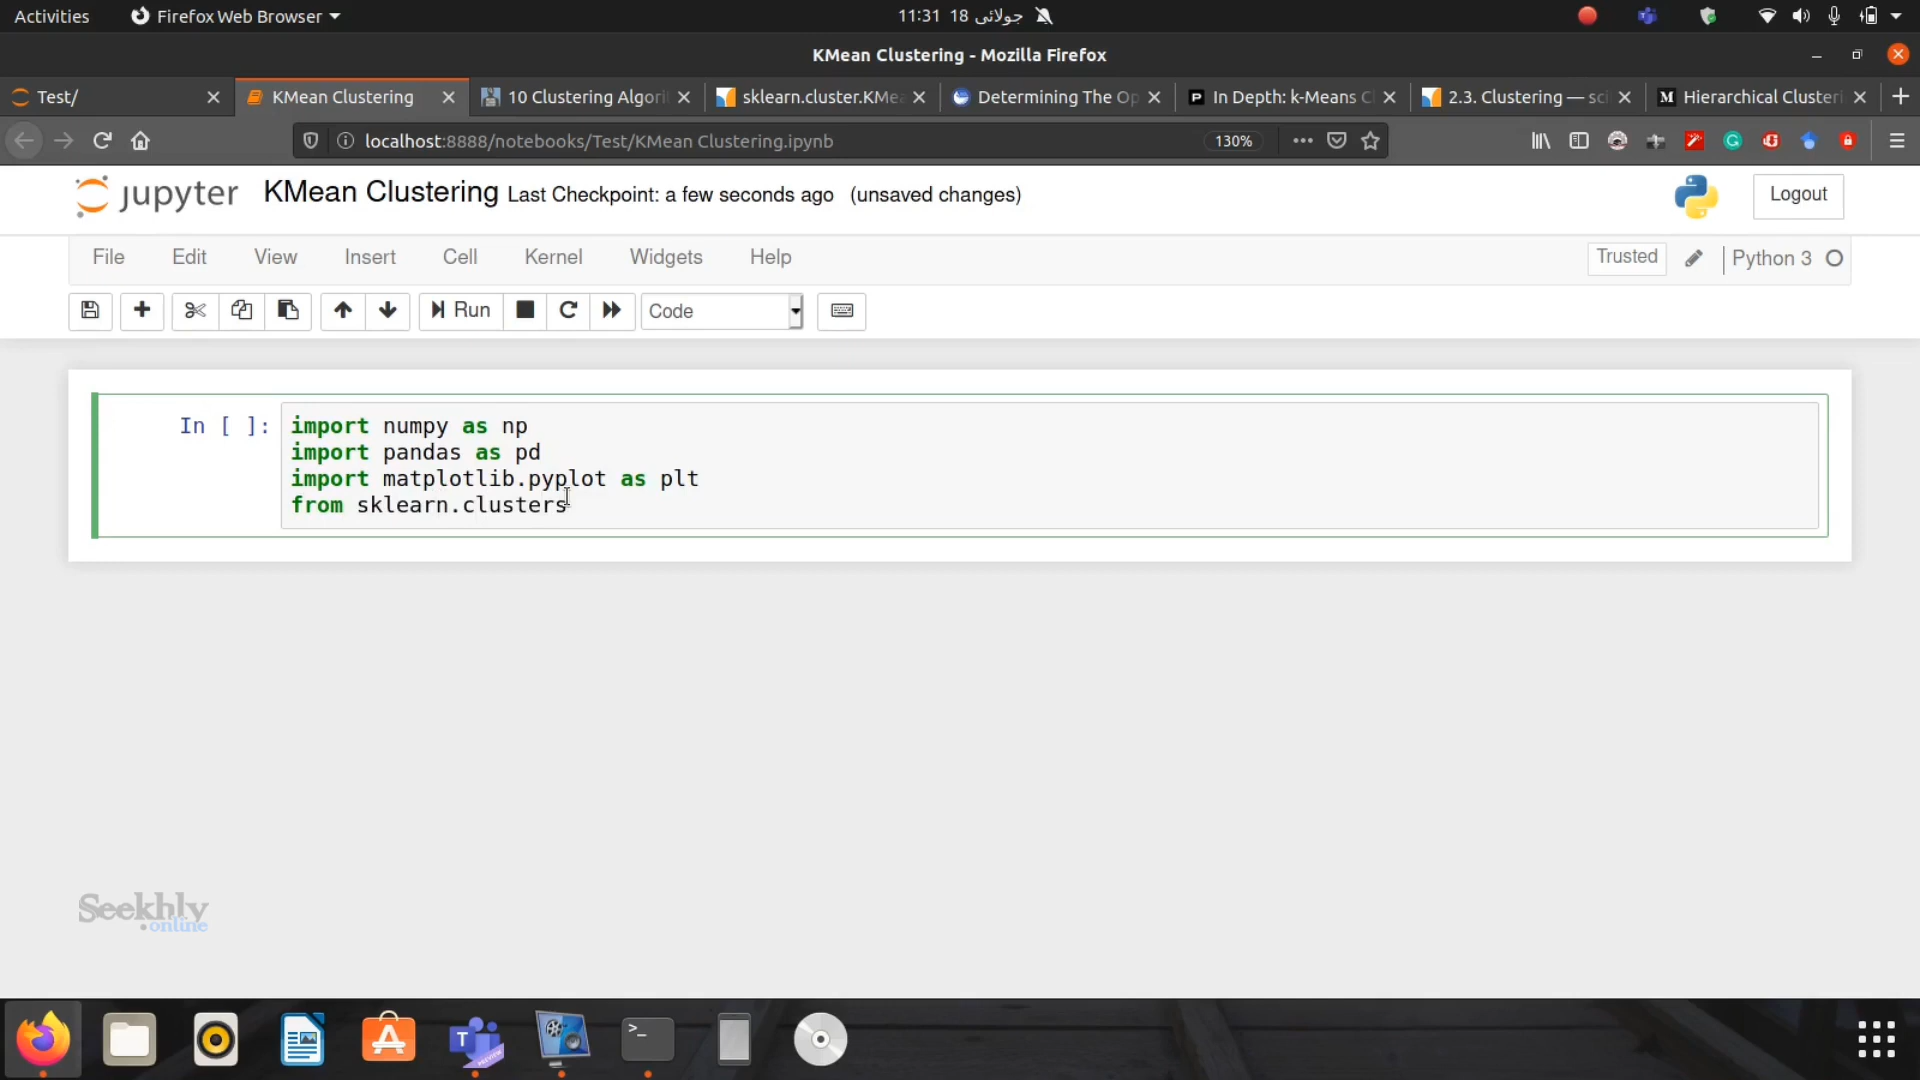 Activities
Firefox Web Browser
11:31 18 جولائی
KMean Clustering - Mozilla Firefox
Test/
KMean Clustering
10 Clustering Algori
sklearn.cluster.KMea
Determining The Op
In Depth: k-Means C
2.3. Clustering — sci
Hierarchical Clusteri
localhost:8888/notebooks/Test/KMean Clustering.ipynb
130%
jupyter KMean Clustering Last Checkpoint: a few seconds ago (unsaved changes)
Logout
File Edit View Insert Cell Kernel Widgets Help
Trusted
Python 3
Run
Code
In [ ]:
import numpy as np
import pandas as pd
import matplotlib.pyplot as plt
from sklearn.clusters
Seekhly
.online